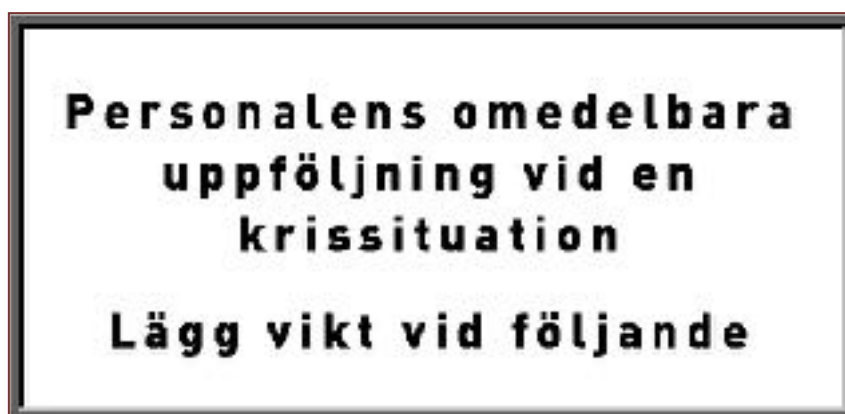 Personalens omedelbara
uppföljning vid en
krissituation
Lägg vikt vid följande